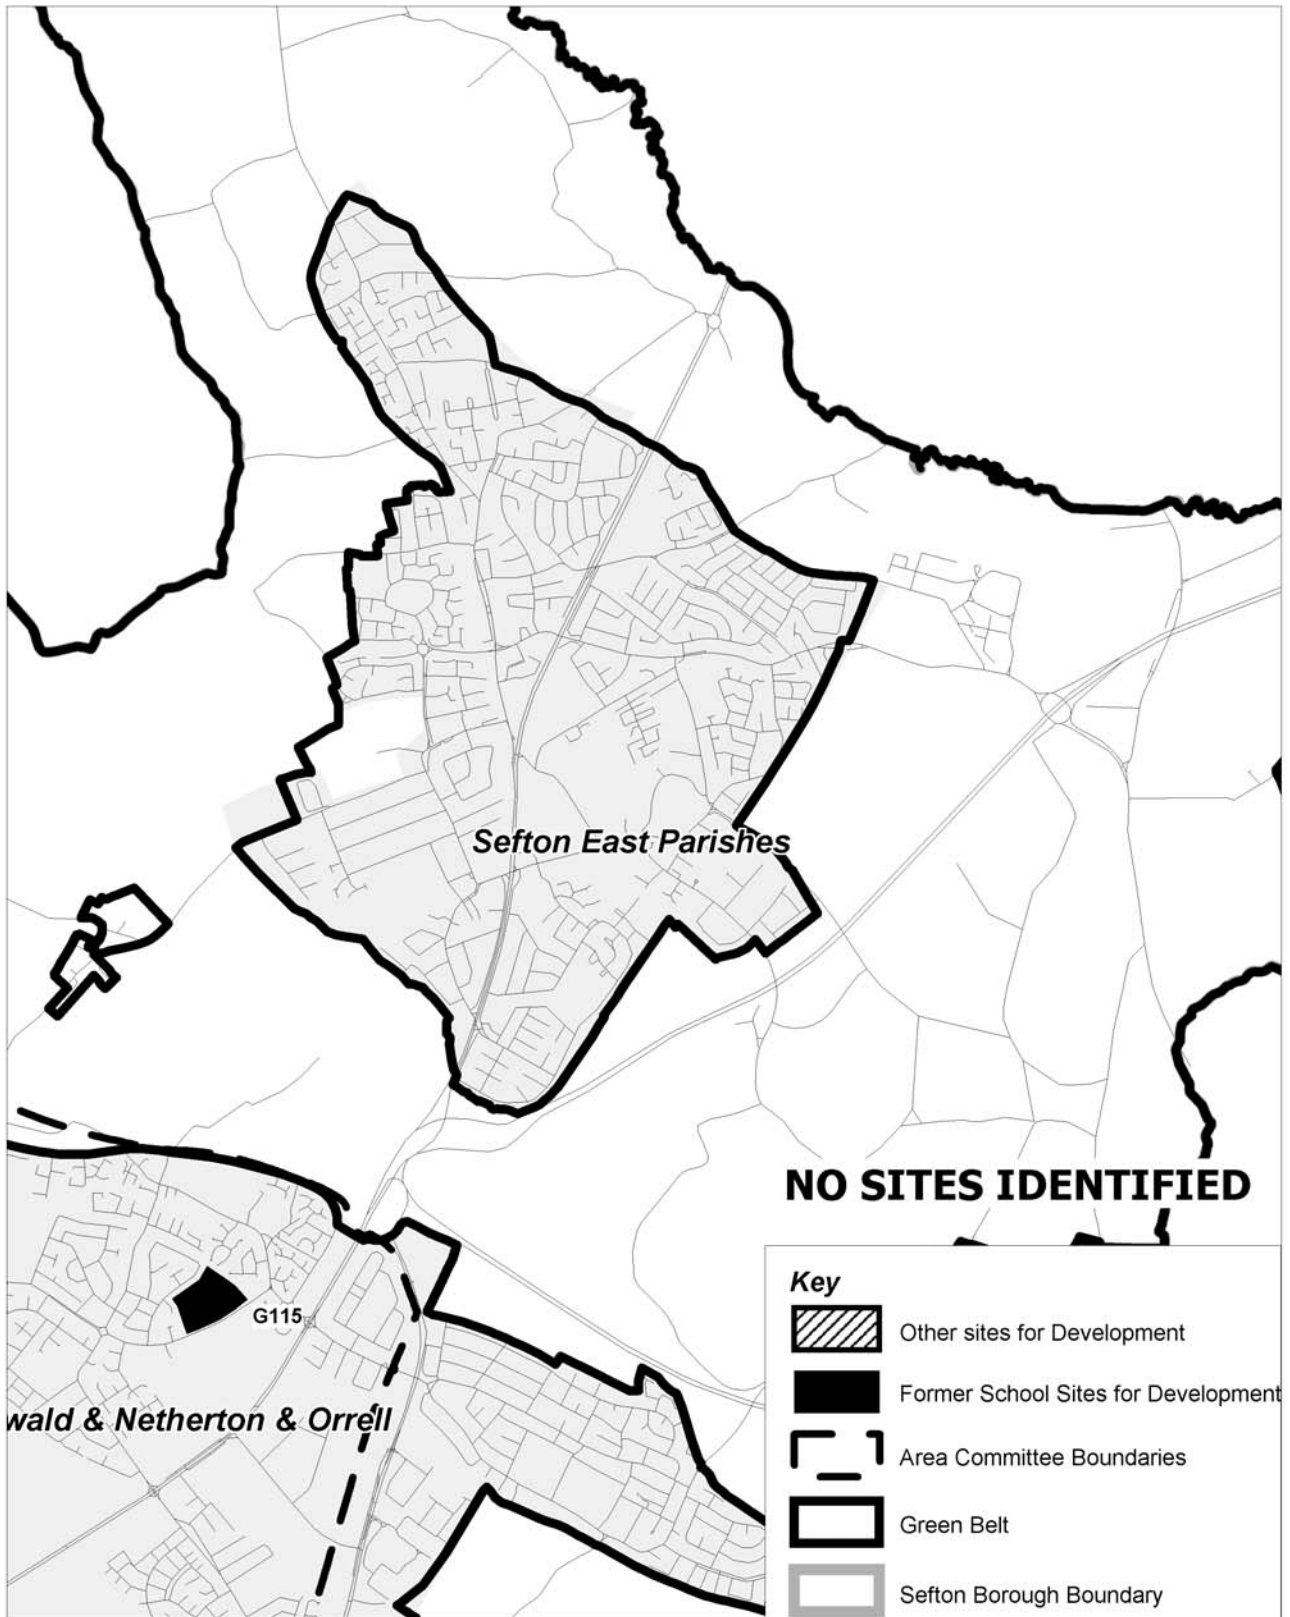 Sefton East Parishes
NO SITES IDENTIFIED
G115
wald & Netherton & Orrell
Key
Other sites for Development
Former School Sites for Development
Area Committee Boundaries
Green Belt
Sefton Borough Boundary